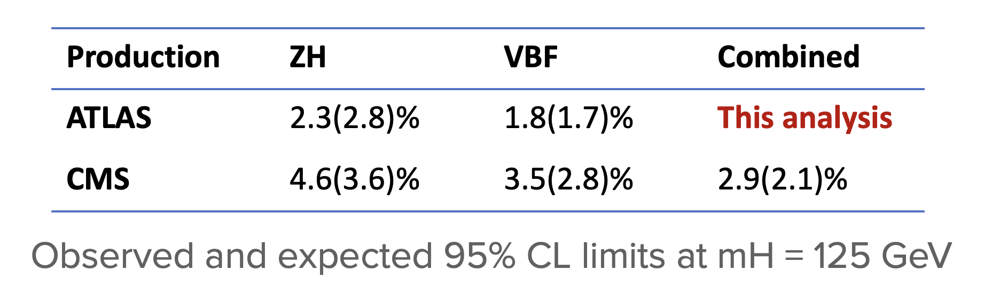 Production ZH VBF Combined
ATLAS 2.3(2.8)% 1.8(1.7)% This analysis
CMS 4.6(3.6)% 3.5(2.8)% 2.9(2.1)%
Observed and expected 95% CL limits at mH = 125 GeV